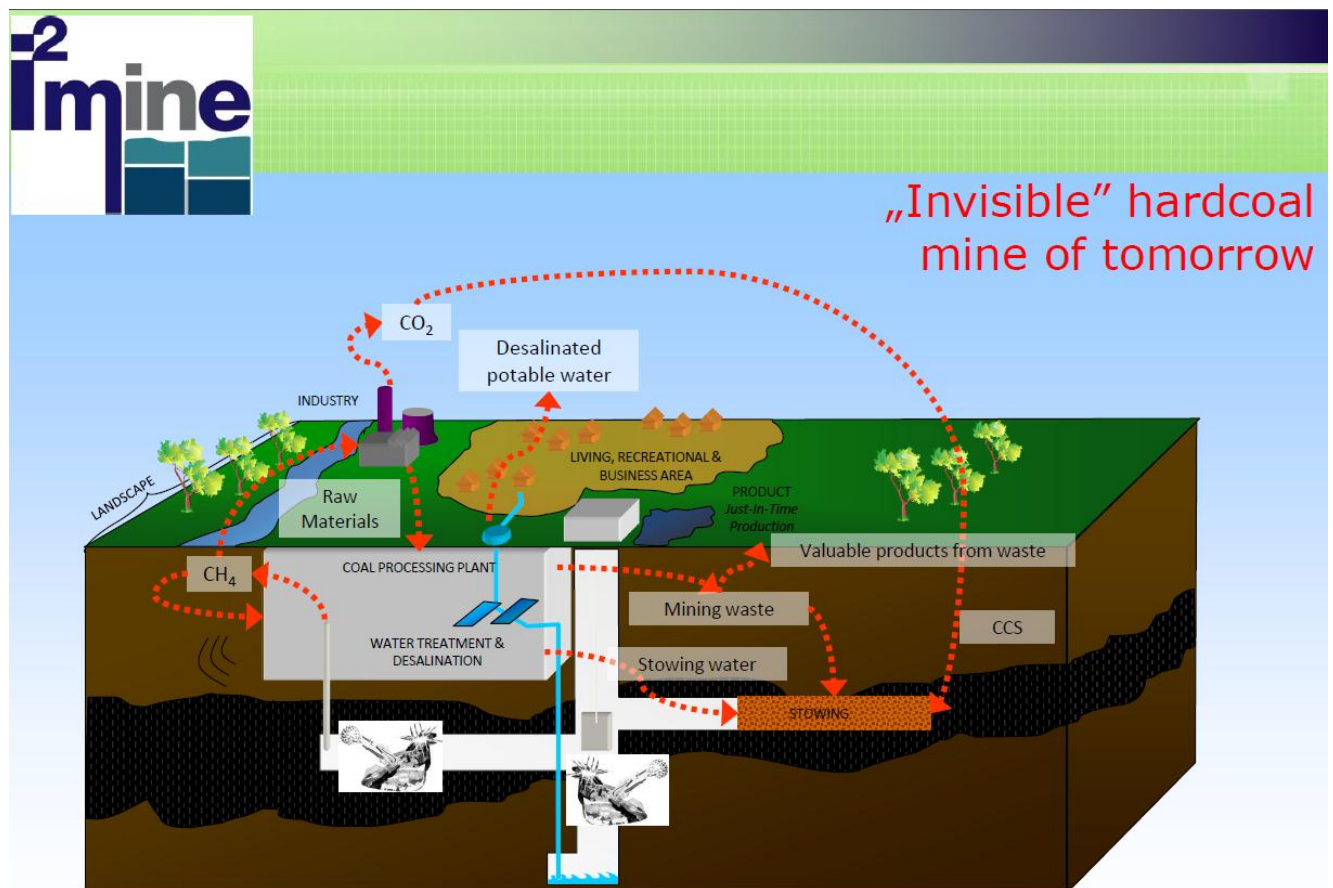 i²mine
„Invisible” hardcoal
mine of tomorrow
CO₂
Desalinated
potable water
INDUSTRY
LIVING, RECREATIONAL &
BUSINESS AREA
LANDSCAPE
Raw
Materials
PRODUCT
Just-In-Time
Production
Valuable products from waste
CH₄
COAL PROCESSING PLANT
Mining waste
CCS
WATER TREATMENT &
DESALINATION
Stowing water
STOWING